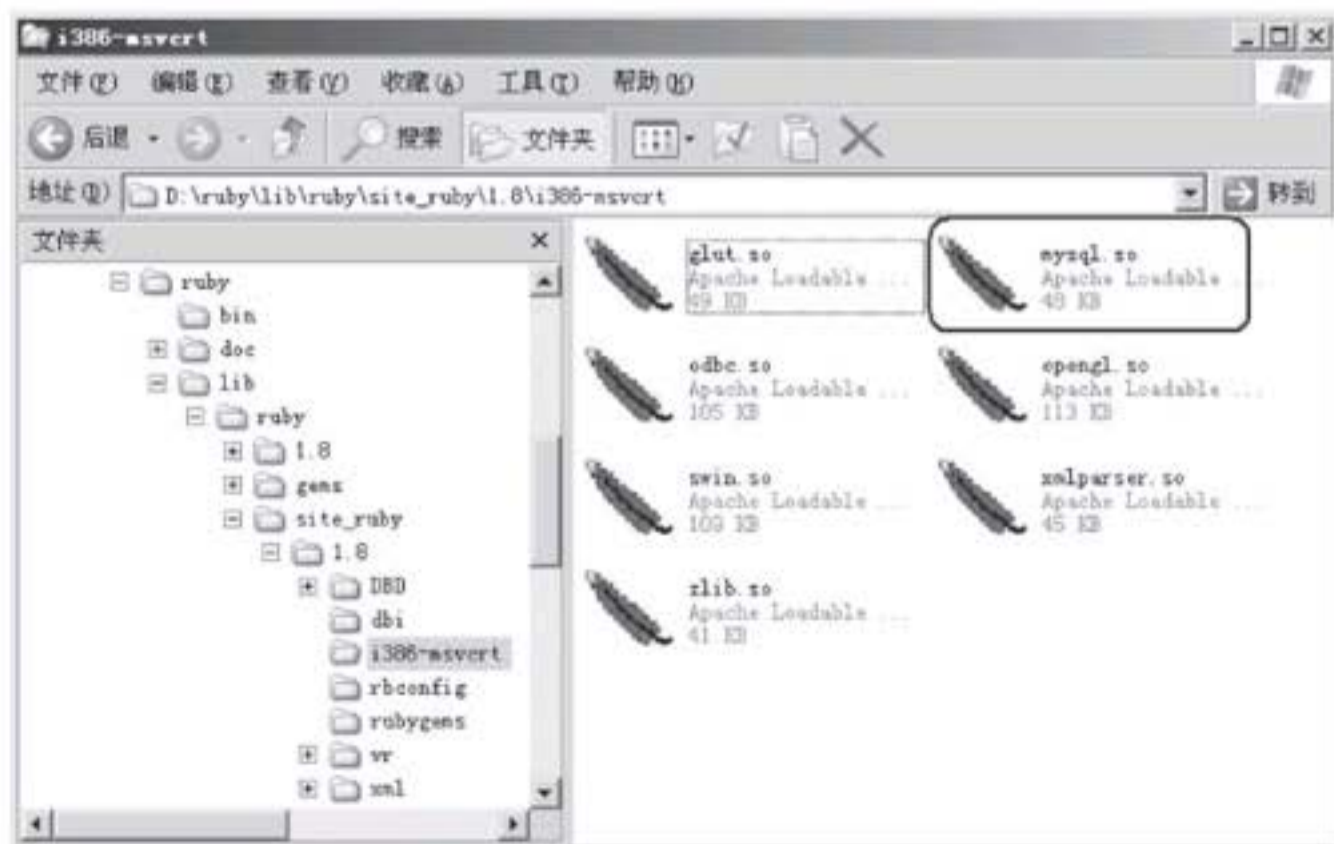 i386-msvcrt
文件(F) 编辑(E) 查看(V) 收藏(A) 工具(T) 帮助(H)
后退 搜索 文件夹
地址(D) D:\ruby\lib\ruby\site_ruby\1.8\i386-msvcrt 转到
文件夹
ruby
bin
doc
lib
ruby
1.8
gems
site_ruby
1.8
DBD
dbi
i386-msvcrt
rbconfig
rubygems
vr
xml
glut.so
Apache Loadable ...
49 KB
mysql.so
Apache Loadable ...
48 KB
odbc.so
Apache Loadable ...
105 KB
opengl.so
Apache Loadable ...
113 KB
swin.so
Apache Loadable ...
109 KB
xmlparser.so
Apache Loadable ...
45 KB
zlib.so
Apache Loadable ...
41 KB